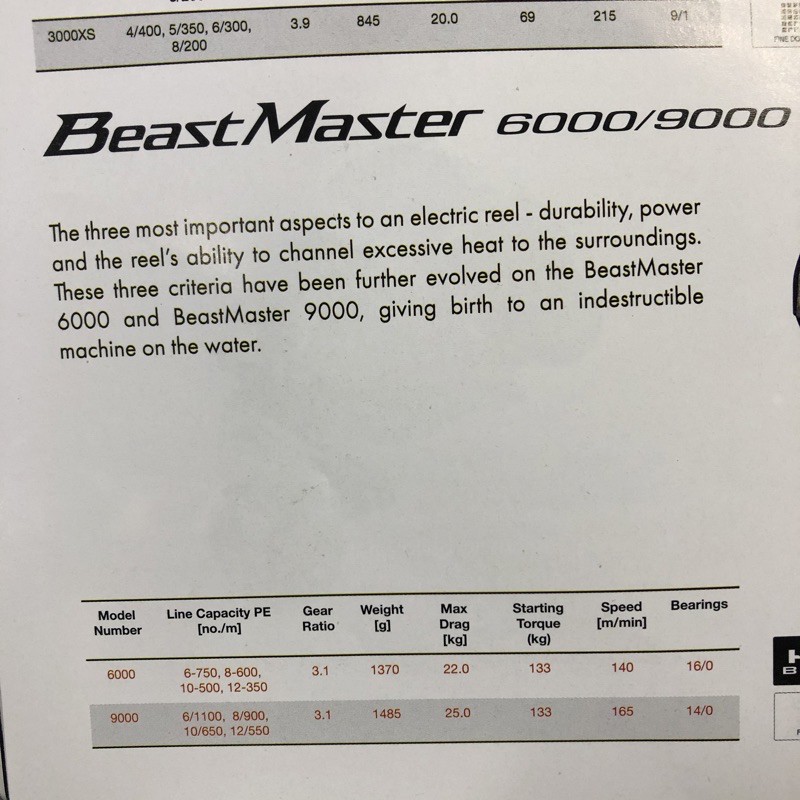 3000XS 4/400, 5/350, 6/300, 3.9 845 20.0 69 215 9/1
8/200
BeastMaster 6000/9000
The three most important aspects to an electric reel - durability, power
and the reel's ability to channel excessive heat to the surroundings.
These three criteria have been further evolved on the BeastMaster
6000 and BeastMaster 9000, giving birth to an indestructible
machine on the water.
Model Line Capacity PE Gear Weight Max Starting Speed Bearings
Number [no./m] Ratio [g] Drag Torque [m/min]
[kg] (kg)
6000 6-750, 8-600, 3.1 1370 22.0 133 140 16/0
10-500, 12-350
9000 6/1100, 8/900, 3.1 1485 25.0 133 165 14/0
10/650, 12/550